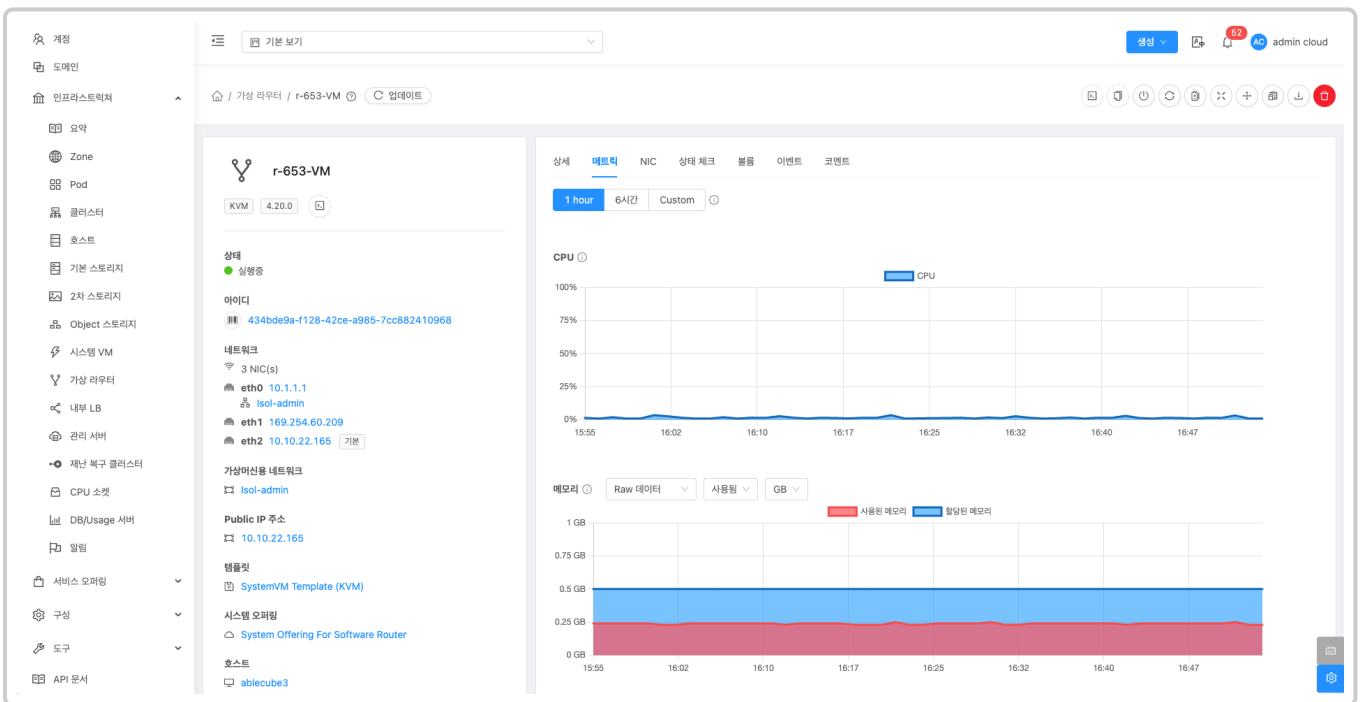 계정
도메인
인프라스트럭쳐
요약
Zone
Pod
클러스터
호스트
기본 스토리지
2차 스토리지
Object 스토리지
시스템 VM
가상 라우터
내부 LB
관리 서버
재난 복구 클러스터
CPU 소켓
DB/Usage 서버
알림
서비스 오퍼링
구성
도구
API 문서
기본 보기
생성
52
AC admin cloud
/ 가상 라우터 / r-653-VM
업데이트
r-653-VM
KVM 4.20.0
상태
실행중
아이디
434bde9a-f128-42ce-a985-7cc882410968
네트워크
3 NIC(s)
eth0 10.1.1.1
Isol-admin
eth1 169.254.60.209
eth2 10.10.22.165 기본
가상머신용 네트워크
Isol-admin
Public IP 주소
10.10.22.165
템플릿
SystemVM Template (KVM)
시스템 오퍼링
System Offering For Software Router
호스트
ablecube3
상세 메트릭 NIC 상태 체크 볼륨 이벤트 코멘트
1 hour 6시간 Custom
CPU
CPU
100%
75%
50%
25%
0%
15:55 16:02 16:10 16:17 16:25 16:32 16:40 16:47
메모리 Raw 데이터 사용됨 GB
사용된 메모리 할당된 메모리
1 GB
0.75 GB
0.5 GB
0.25 GB
0 GB
15:55 16:02 16:10 16:17 16:25 16:32 16:40 16:47